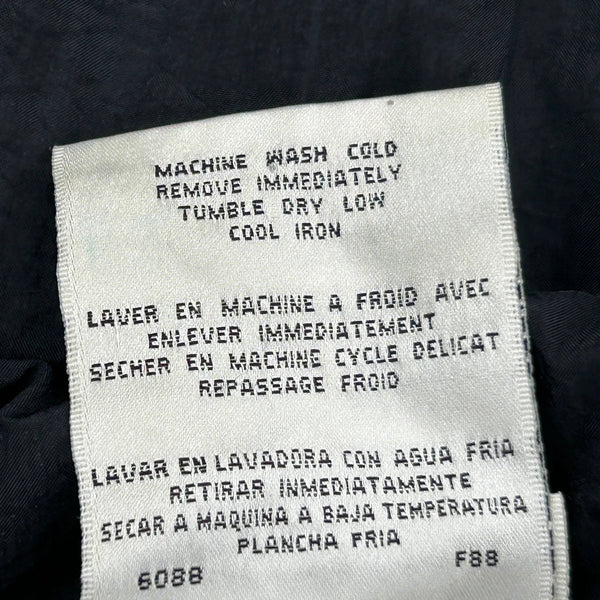 MACHINE WASH COLD
REMOVE IMMEDIATELY
TUMBLE DRY LOW
COOL IRON
LAVER EN MACHINE A FROID AVEC
ENLEVER IMMEDIATEMENT
SECHER EN MACHINE CYCLE DELICAT
REPASSAGE FROID
LAVAR EN LAVADORA CON AGUA FRIA
RETIRAR INMEDIATAMENTE
SECAR A MAQUINA A BAJA TEMPERATURA
PLANCHA FRIA
6088 F88